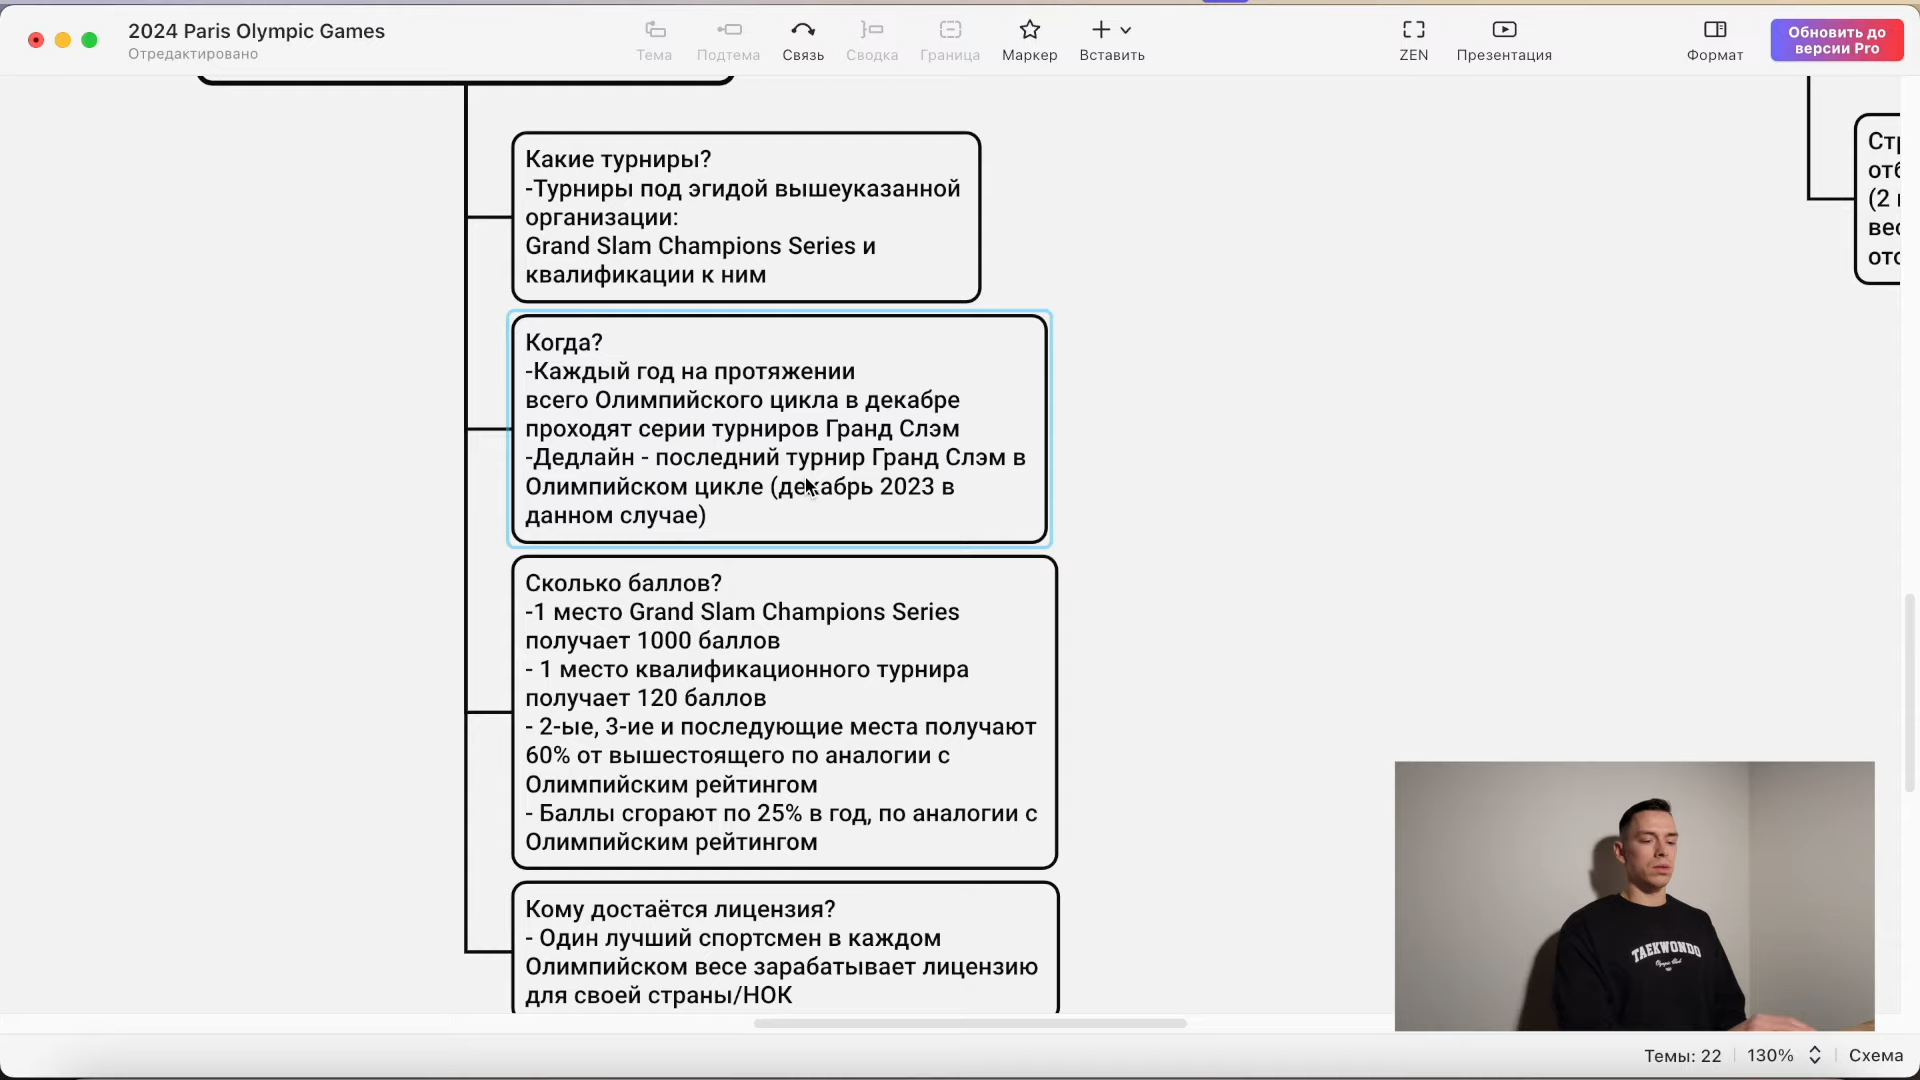 2024 Paris Olympic Games
Отредактировано
Тема
Подтема
Связь
Сводка
Граница
Маркер
Вставить
ZEN
Презентация
Формат
Обновить до
версии Pro
Какие турниры?
-Турниры под эгидой вышеуказанной
организации:
Grand Slam Champions Series и
квалификации к ним
Когда?
-Каждый год на протяжении
всего Олимпийского цикла в декабре
проходят серии турниров Гранд Слэм
-Дедлайн - последний турнир Гранд Слэм в
Олимпийском цикле (декабрь 2023 в
данном случае)
Сколько баллов?
-1 место Grand Slam Champions Series
получает 1000 баллов
- 1 место квалификационного турнира
получает 120 баллов
- 2-ые, 3-ие и последующие места получают
60% от вышестоящего по аналогии с
Олимпийским рейтингом
- Баллы сгорают по 25% в год, по аналогии с
Олимпийским рейтингом
Кому достаётся лицензия?
- Один лучший спортсмен в каждом
Олимпийском весе зарабатывает лицензию
для своей страны/НОК
(2
TAEKWONDO
Темы: 22
130%
Схема